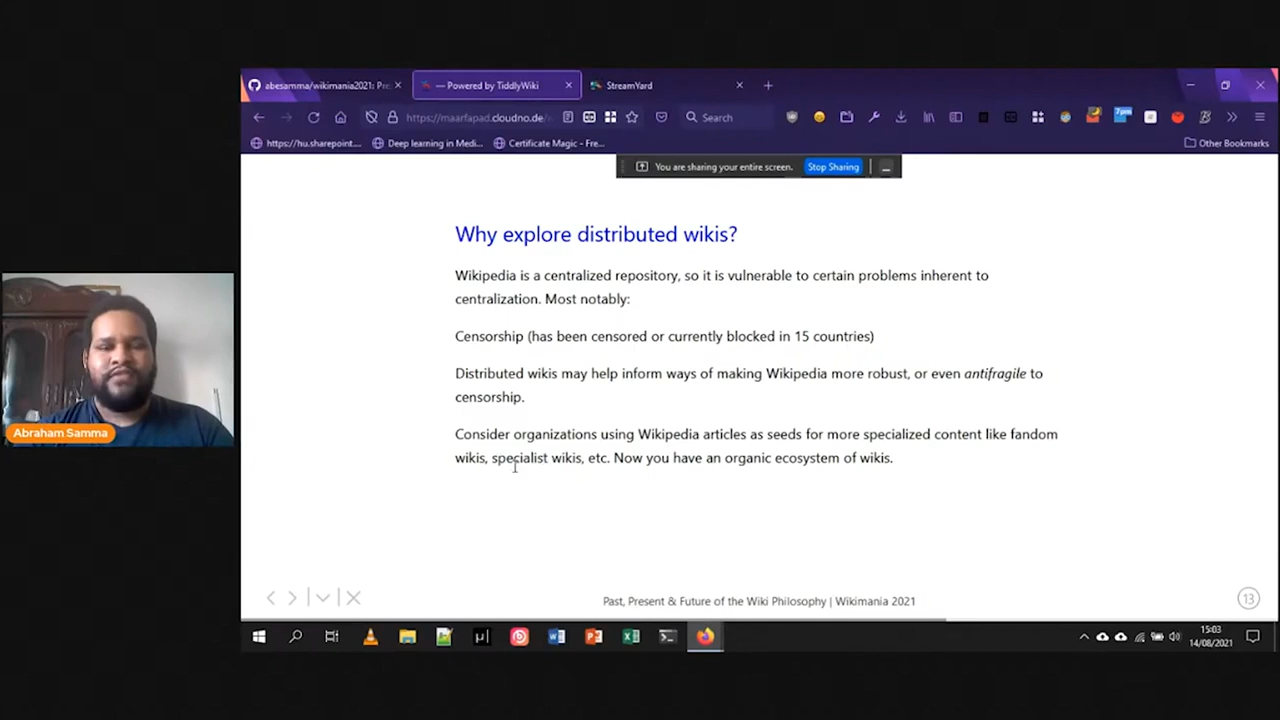 abesamma/wikimania2021: Pre
— Powered by TiddlyWiki
StreamYard
https://maarfapad.cloudno.de/
Search
7pm
https://hu.sharepoint....
Deep learning in Medi...
Certificate Magic - Fre...
Other Bookmarks
You are sharing your entire screen.
Stop Sharing
Why explore distributed wikis?
Wikipedia is a centralized repository, so it is vulnerable to certain problems inherent to
centralization. Most notably:
Censorship (has been censored or currently blocked in 15 countries)
Distributed wikis may help inform ways of making Wikipedia more robust, or even antifragile to
censorship.
Consider organizations using Wikipedia articles as seeds for more specialized content like fandom
wikis, specialist wikis, etc. Now you have an organic ecosystem of wikis.
Abraham Samma
Past, Present & Future of the Wiki Philosophy | Wikimania 2021
13
15:03
14/08/2021